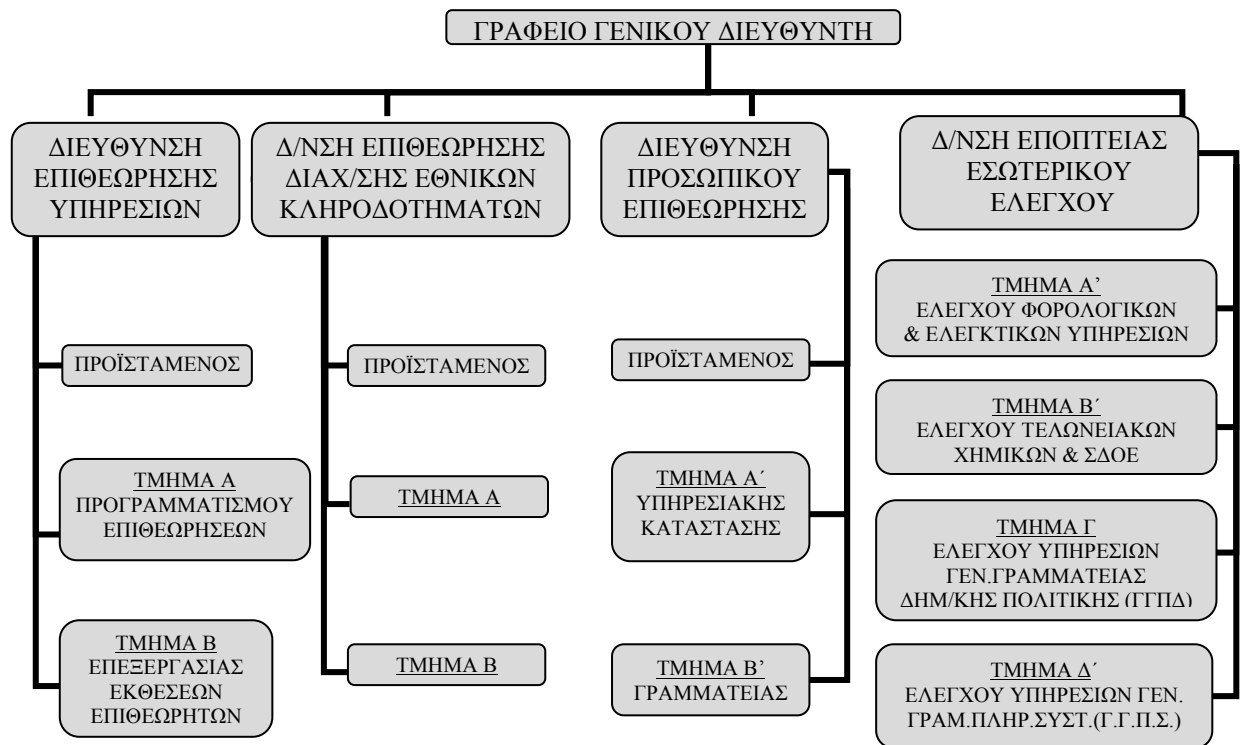 ΓΡΑΦΕΙΟ ΓΕΝΙΚΟΥ ΔΙΕΥΘΥΝΤΗ
ΔΙΕΥΘΥΝΣΗ
ΕΠΙΘΕΩΡΗΣΗΣ
ΥΠΗΡΕΣΙΩΝ
Δ/ΝΣΗ ΕΠΙΘΕΩΡΗΣΗΣ
ΔΙΑΧ/ΣΗΣ ΕΘΝΙΚΩΝ
ΚΛΗΡΟΔΟΤΗΜΑΤΩΝ
ΔΙΕΥΘΥΝΣΗ
ΠΡΟΣΩΠΙΚΟΥ
ΕΠΙΘΕΩΡΗΣΗΣ
Δ/ΝΣΗ ΕΠΟΠΤΕΙΑΣ
ΕΣΩΤΕΡΙΚΟΥ
ΕΛΕΓΧΟΥ
ΠΡΟΪΣΤΑΜΕΝΟΣ
ΤΜΗΜΑ Α
ΠΡΟΓΡΑΜΜΑΤΙΣΜΟΥ
ΕΠΙΘΕΩΡΗΣΕΩΝ
ΤΜΗΜΑ Β
ΕΠΕΞΕΡΓΑΣΙΑΣ
ΕΚΘΕΣΕΩΝ
ΕΠΙΘΕΩΡΗΤΩΝ
ΠΡΟΪΣΤΑΜΕΝΟΣ
ΤΜΗΜΑ Α
ΤΜΗΜΑ Β
ΠΡΟΪΣΤΑΜΕΝΟΣ
ΤΜΗΜΑ Α΄
ΥΠΗΡΕΣΙΑΚΗΣ
ΚΑΤΑΣΤΑΣΗΣ
ΤΜΗΜΑ Β’
ΓΡΑΜΜΑΤΕΙΑΣ
ΤΜΗΜΑ Α’
ΕΛΕΓΧΟΥ ΦΟΡΟΛΟΓΙΚΩΝ
& ΕΛΕΓΚΤΙΚΩΝ ΥΠΗΡΕΣΙΩΝ
ΤΜΗΜΑ Β΄
ΕΛΕΓΧΟΥ ΤΕΛΩΝΕΙΑΚΩΝ
ΧΗΜΙΚΩΝ & ΣΔΟΕ
ΤΜΗΜΑ Γ
ΕΛΕΓΧΟΥ ΥΠΗΡΕΣΙΩΝ
ΓΕΝ.ΓΡΑΜΜΑΤΕΙΑΣ
ΔΗΜ/ΚΗΣ ΠΟΛΙΤΙΚΗΣ (ΓΓΠΔ)
ΤΜΗΜΑ Δ΄
ΕΛΕΓΧΟΥ ΥΠΗΡΕΣΙΩΝ ΓΕΝ.
ΓΡΑΜ.ΠΛΗΡ.ΣΥΣΤ.(Γ.Γ.Π.Σ.)